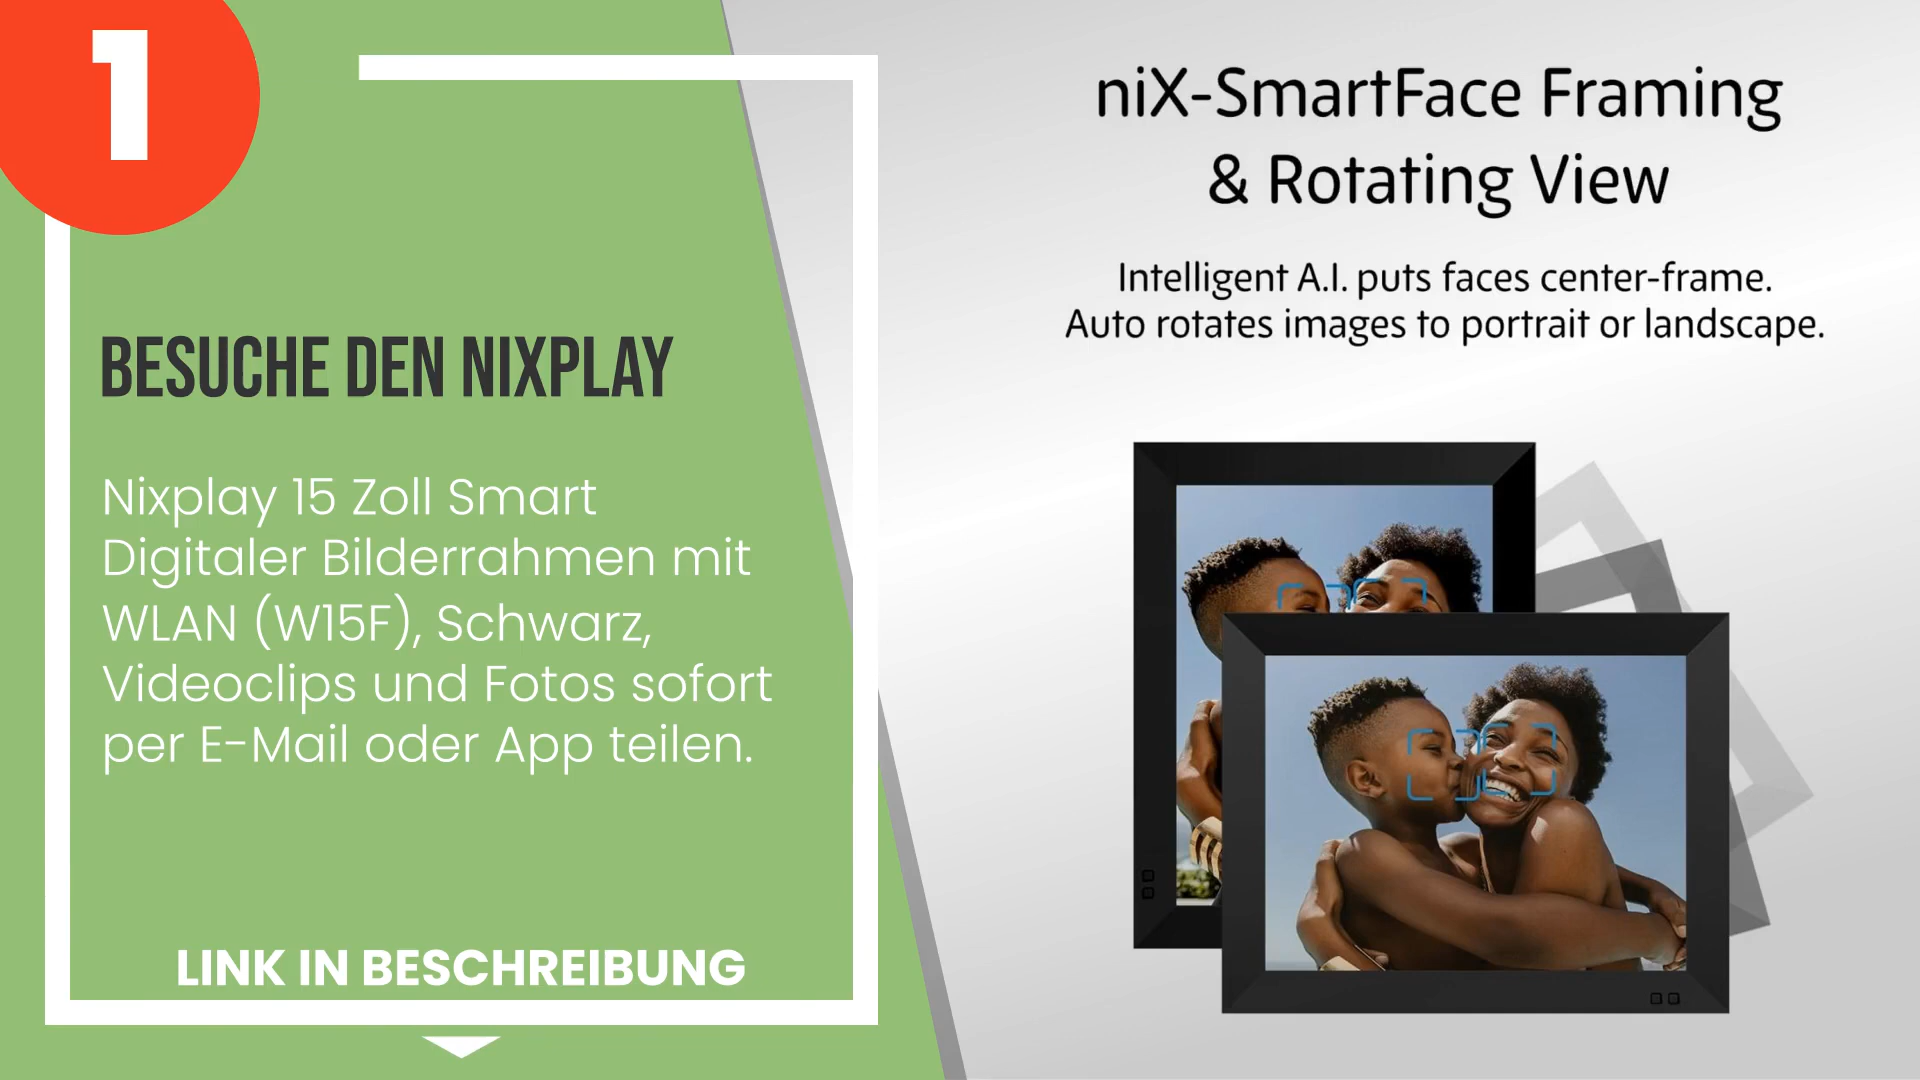 1
BESUCHE DEN NIXPLAY
Nixplay 15 Zoll Smart
Digitaler Bilderrahmen mit
WLAN (W15F), Schwarz,
Videoclips und Fotos sofort
per E-Mail oder App teilen.
LINK IN BESCHREIBUNG
niX-SmartFace Framing
& Rotating View
Intelligent A.I. puts faces center-frame.
Auto rotates images to portrait or landscape.